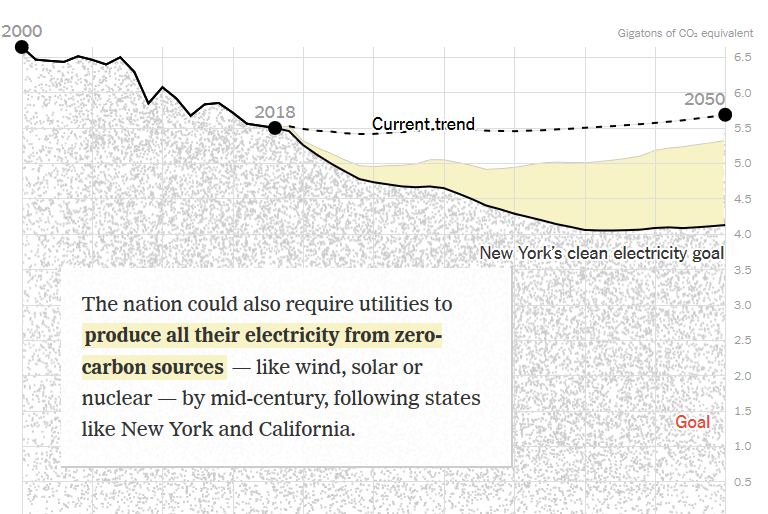 2000
Gigatons of CO₂ equivalent
6.5
6.0
2050
2018
Current trend
5.5
5.0
4.5
4.0
New York's clean electricity goal
3.5
The nation could also require utilities to
produce all their electricity from zero-
carbon sources — like wind, solar or
nuclear — by mid-century, following states
like New York and California.
3.0
2.5
2.0
1.5
Goal
1.0
0.5